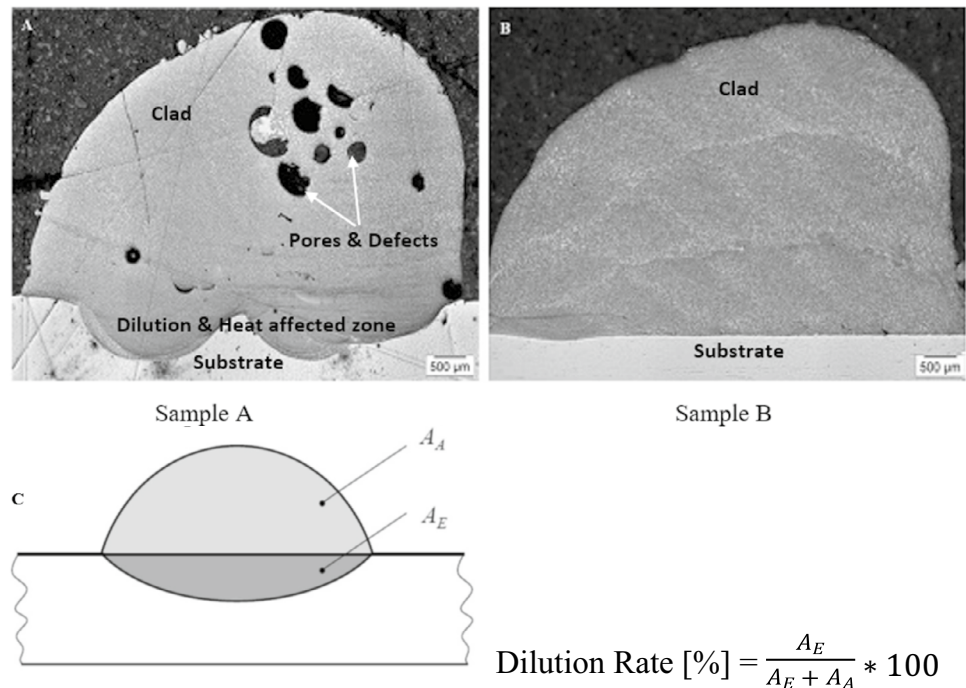 A
Clad
Pores & Defects
Dilution & Heat affected zone
Substrate
500 µm
B
Clad
Substrate
500 µm
Sample A
Sample B
C
A_A
A_E
Dilution Rate [%] = A_E / (A_E + A_A) * 100